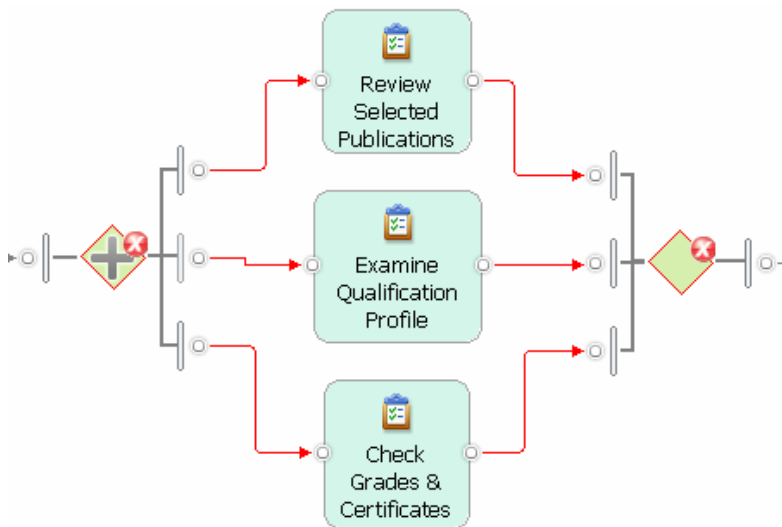 Review
Selected
Publications
Examine
Qualification
Profile
Check
Grades &
Certificates